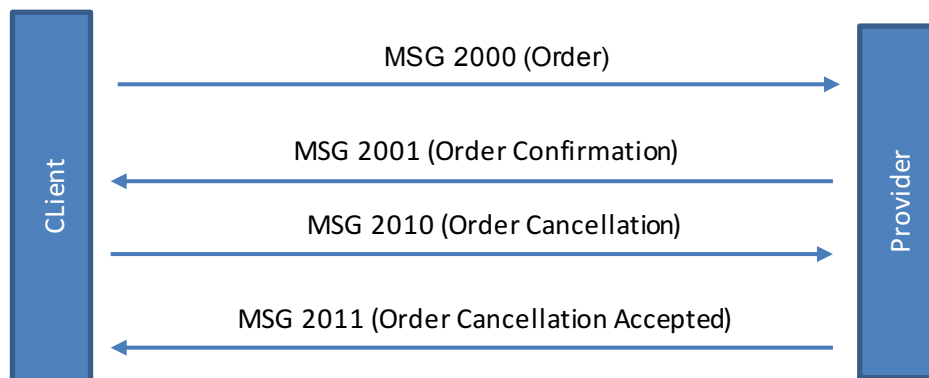 MSG 2000 (Order)
MSG 2001 (Order Confirmation)
CLient
Provider
MSG 2010 (Order Cancellation)
MSG 2011 (Order Cancellation Accepted)